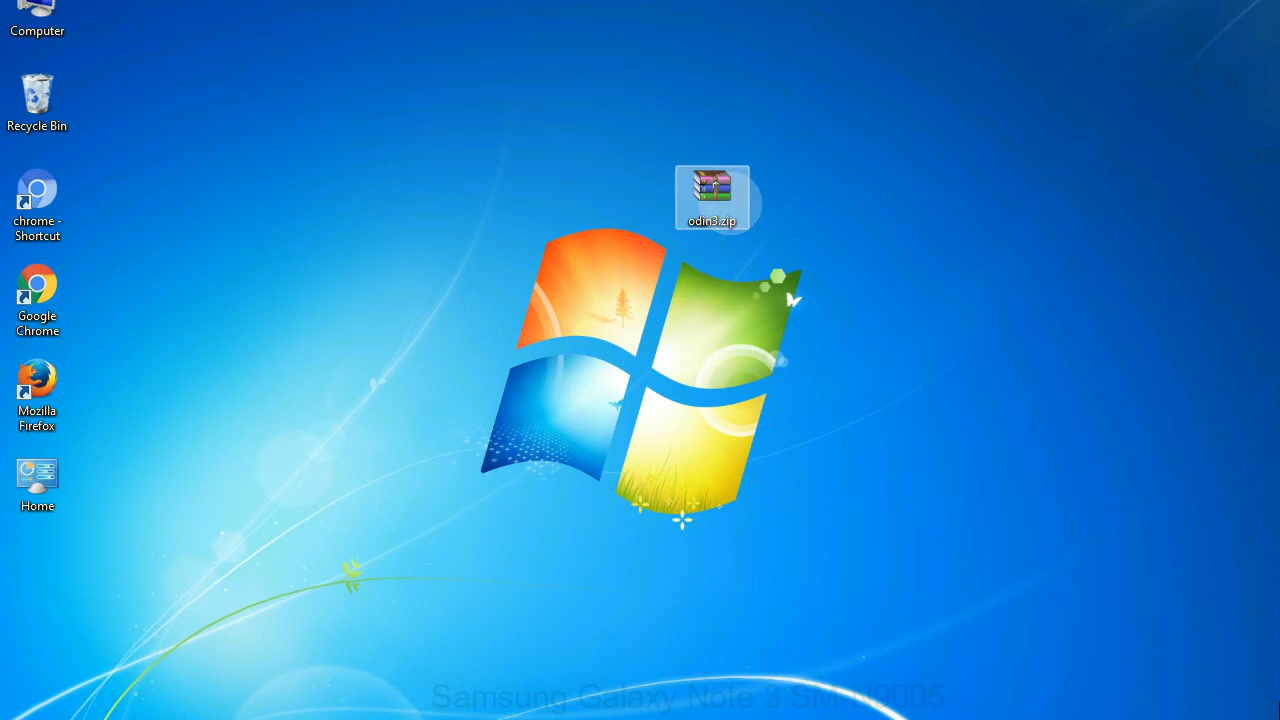 Computer
Recycle Bin
chrome -
Shortcut
Google
Chrome
Mozilla
Firefox
Home
odin3.zip
Samsung Galaxy Note 3 SM-N9005